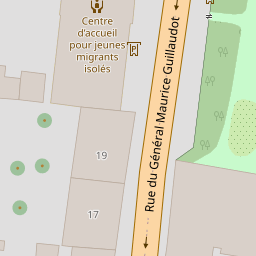 Centre
d'accueil
pour jeunes
migrants
isolés
P
Rue du Général Maurice Guillaudot
19
17